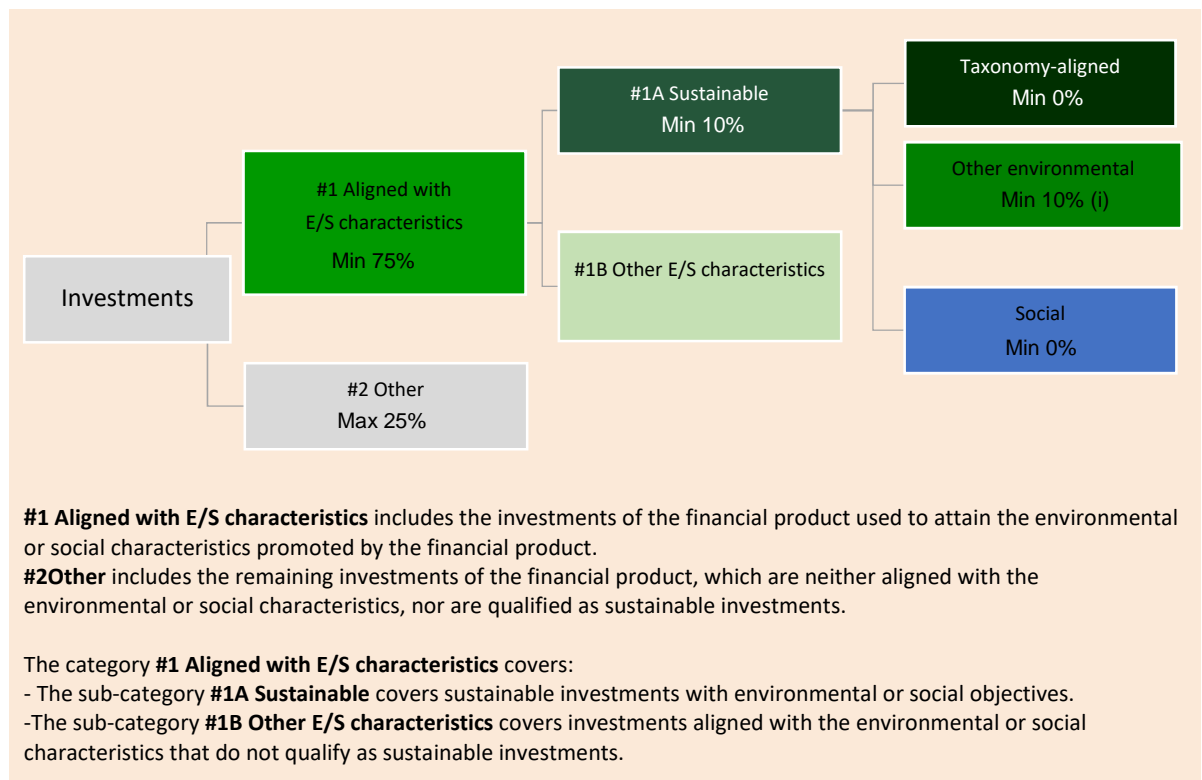 Investments
#1 Aligned with
E/S characteristics
Min 75%
#2 Other
Max 25%
#1A Sustainable
Min 10%
#1B Other E/S characteristics
Taxonomy-aligned
Min 0%
Other environmental
Min 10% (i)
Social
Min 0%
#1 Aligned with E/S characteristics includes the investments of the financial product used to attain the environmental
or social characteristics promoted by the financial product.
#2Other includes the remaining investments of the financial product, which are neither aligned with the
environmental or social characteristics, nor are qualified as sustainable investments.
The category #1 Aligned with E/S characteristics covers:
- The sub-category #1A Sustainable covers sustainable investments with environmental or social objectives.
-The sub-category #1B Other E/S characteristics covers investments aligned with the environmental or social
characteristics that do not qualify as sustainable investments.